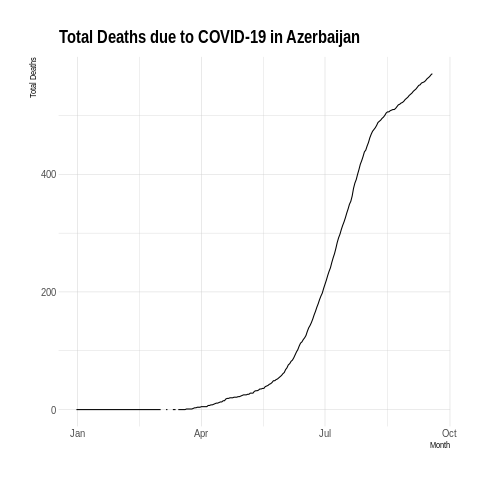 Total Deaths due to COVID-19 in Azerbaijan
Total Deaths
400
200
0
Jan Apr Jul Oct
Month